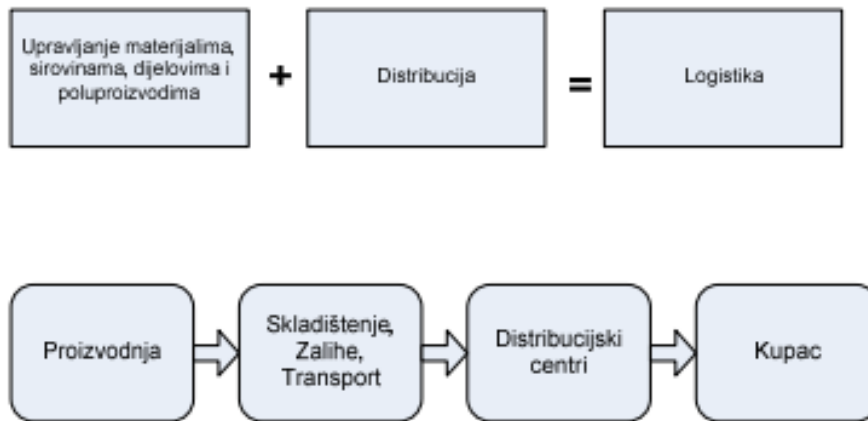 Upravljanje materijalima,
sirovinama, dijelovima i
poluproizvodima
+
Distribucija
=
Logistika
Proizvodnja
Skladištenje,
Zalihe,
Transport
Distribucijski
centri
Kupac